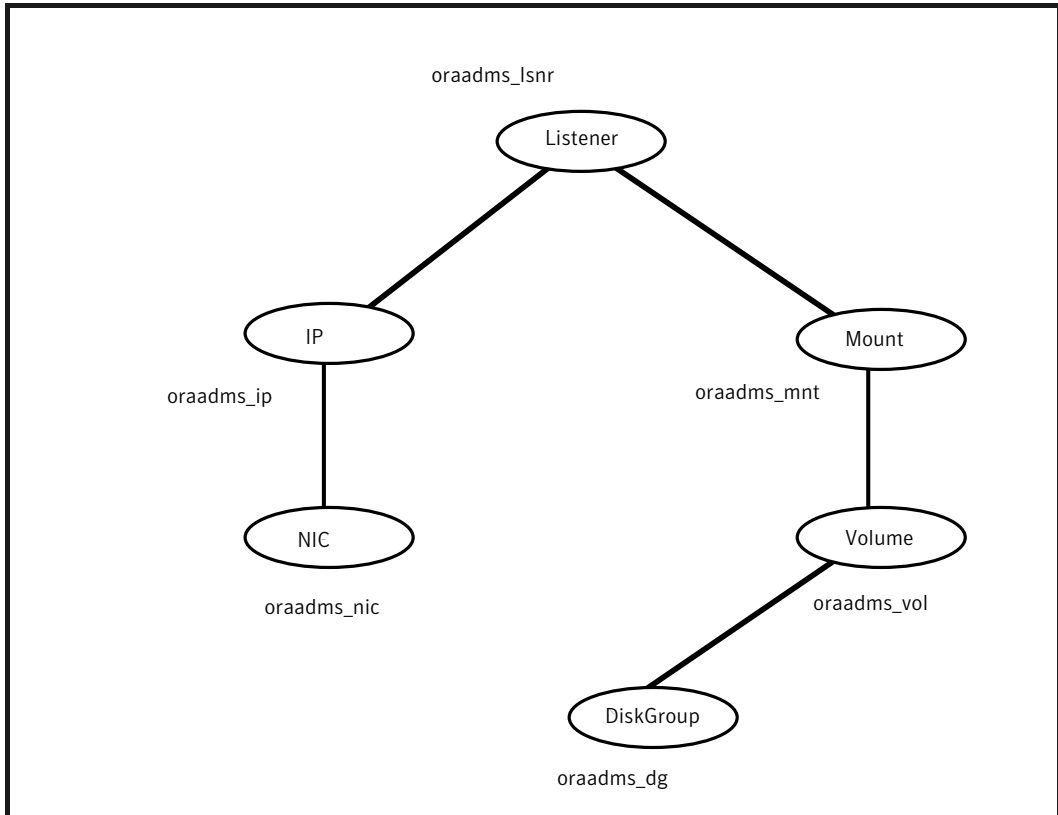 oraadms_lsnr
Listener
IP
Mount
oraadms_ip
oraadms_mnt
NIC
Volume
oraadms_nic
oraadms_vol
DiskGroup
oraadms_dg